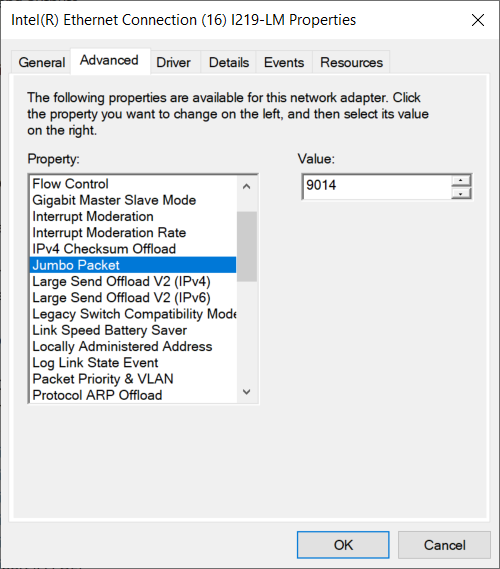 Intel(R) Ethernet Connection (16) I219-LM Properties
General Advanced Driver Details Events Resources
The following properties are available for this network adapter. Click
the property you want to change on the left, and then select its value
on the right.
Property:
Value:
Flow Control
Gigabit Master Slave Mode
Interrupt Moderation
Interrupt Moderation Rate
IPv4 Checksum Offload
Jumbo Packet
Large Send Offload V2 (IPv4)
Large Send Offload V2 (IPv6)
Legacy Switch Compatibility Mode
Link Speed Battery Saver
Locally Administered Address
Log Link State Event
Packet Priority & VLAN
Protocol ARP Offload
9014
OK
Cancel